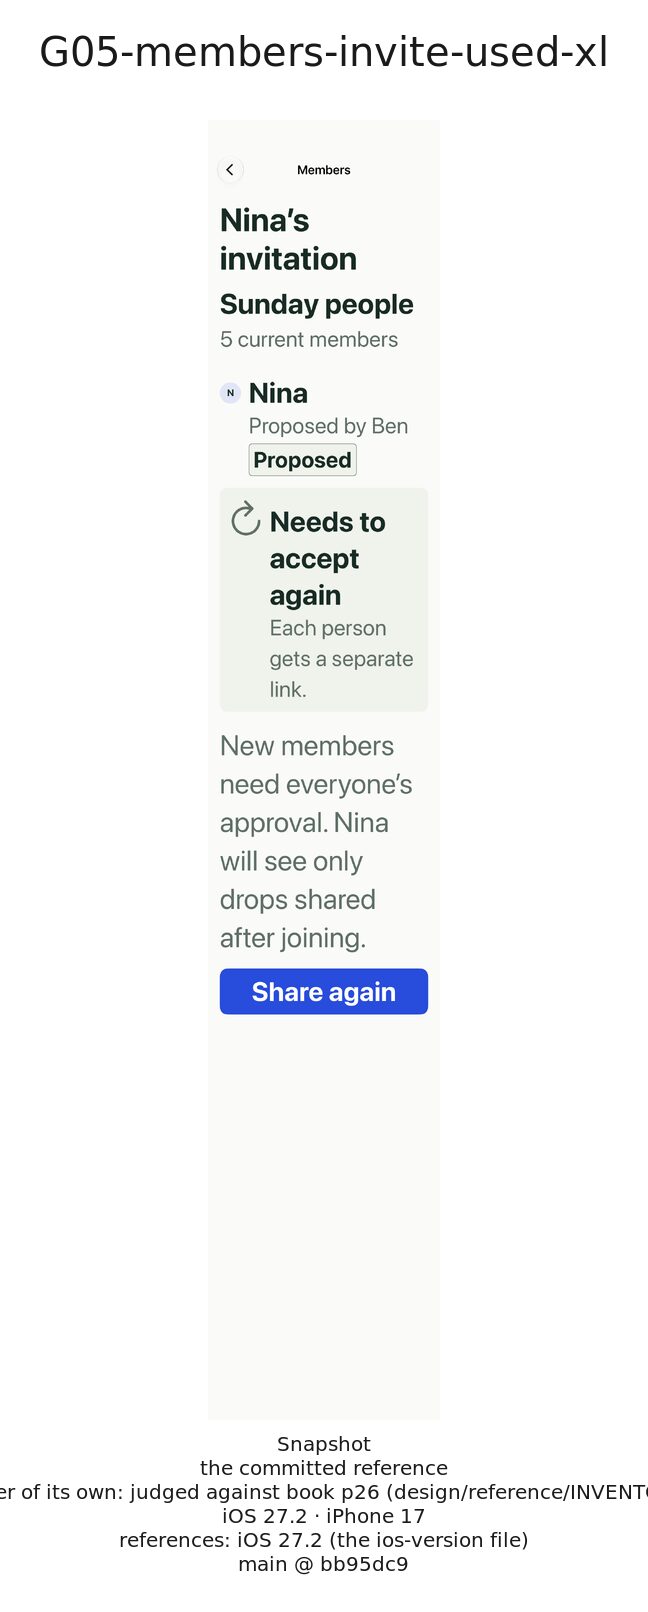 G05-members-invite-used-xl
Members
Nina’s
invitation
Sunday people
5 current members
N
Nina
Proposed by Ben
Proposed
Needs to
accept
again
Each person
gets a separate
link.
New members
need everyone’s
approval. Nina
will see only
drops shared
after joining.
Share again
Snapshot
the committed reference
of its own: judged against book p26 (design/reference/
iOS 27.2 · iPhone 17
references: iOS 27.2 (the ios-version file)
main @ bb95dc9